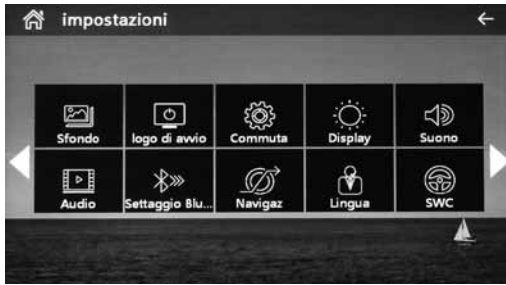 impostazioni
Sfondo
logo di avvio
Commuta
Display
Suono
Audio
Settaggio Blu...
Navigaz
Lingua
SWC